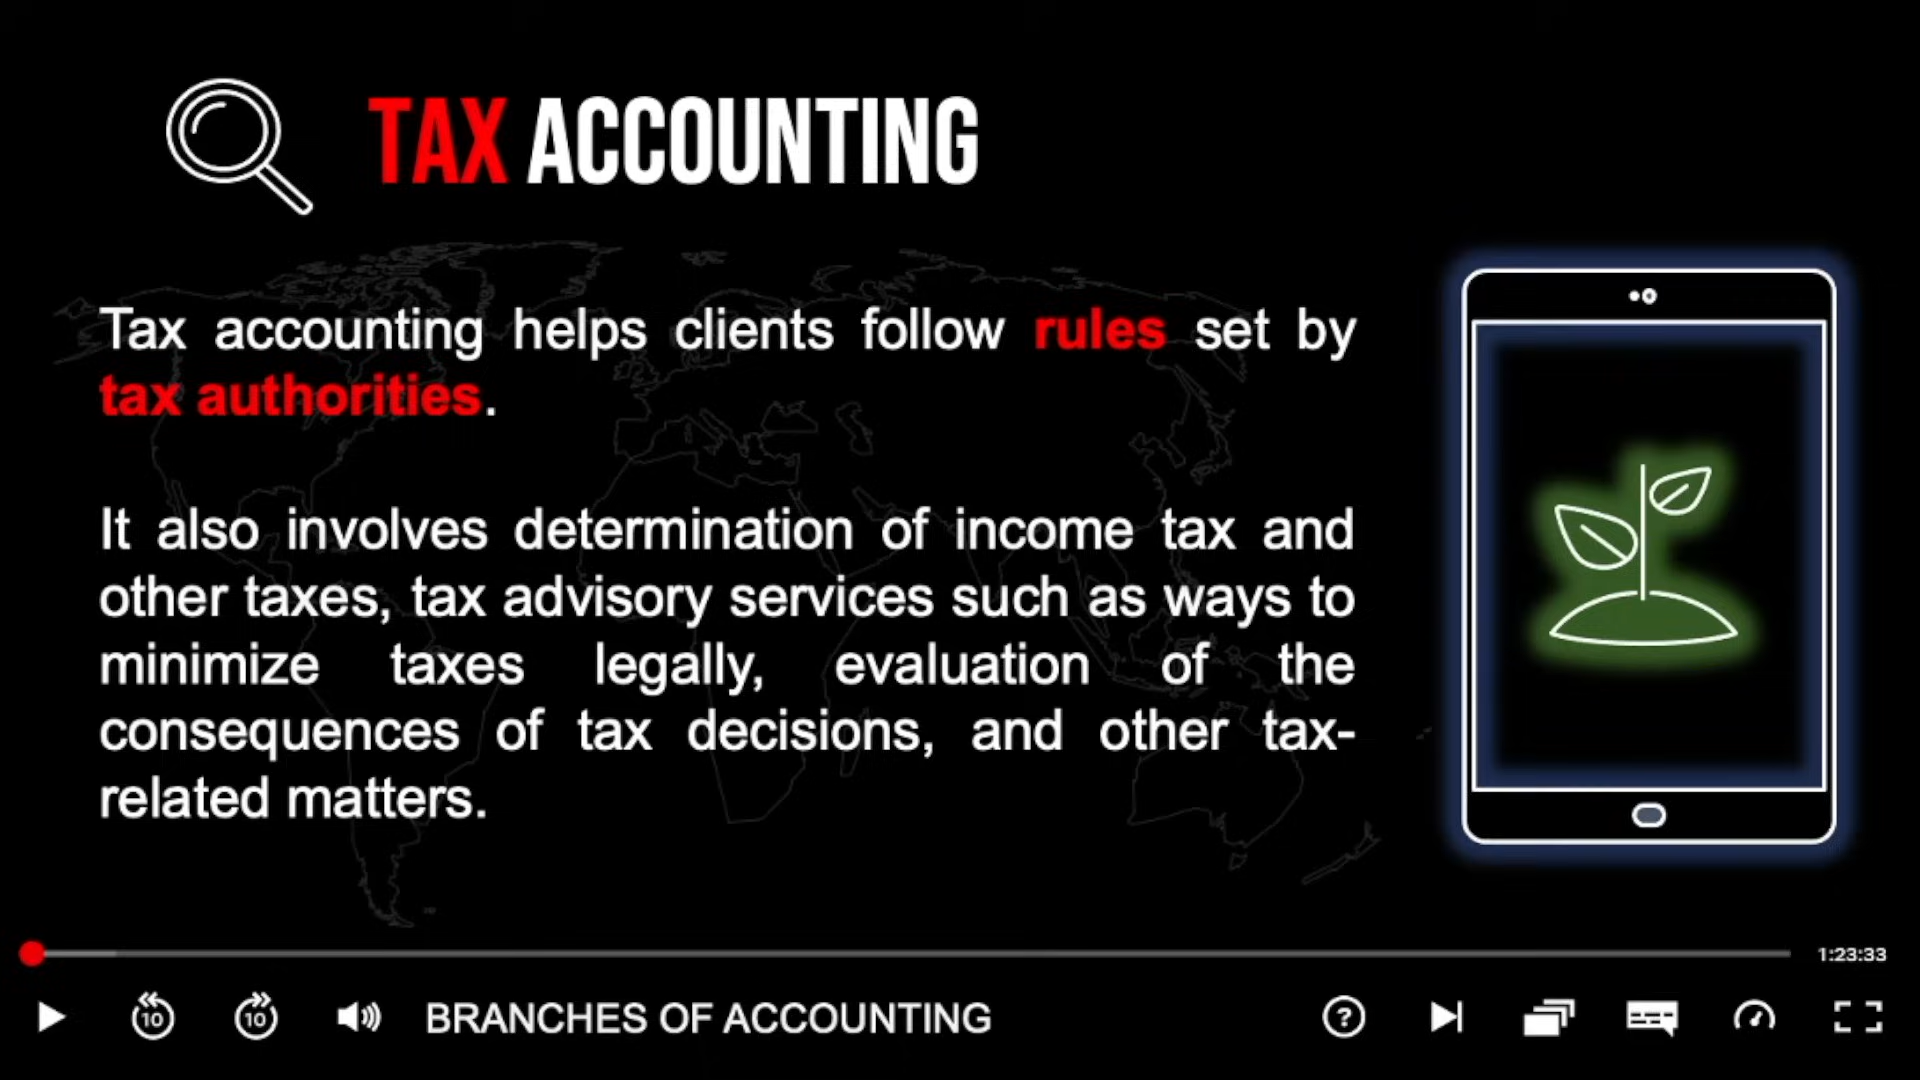 TAX ACCOUNTING
Tax accounting helps clients follow rules set by
tax authorities.
It also involves determination of income tax and
other taxes, tax advisory services such as ways to
minimize taxes legally, evaluation of the
consequences of tax decisions, and other tax-
related matters.
1:23:33
10
10
BRANCHES OF ACCOUNTING
?